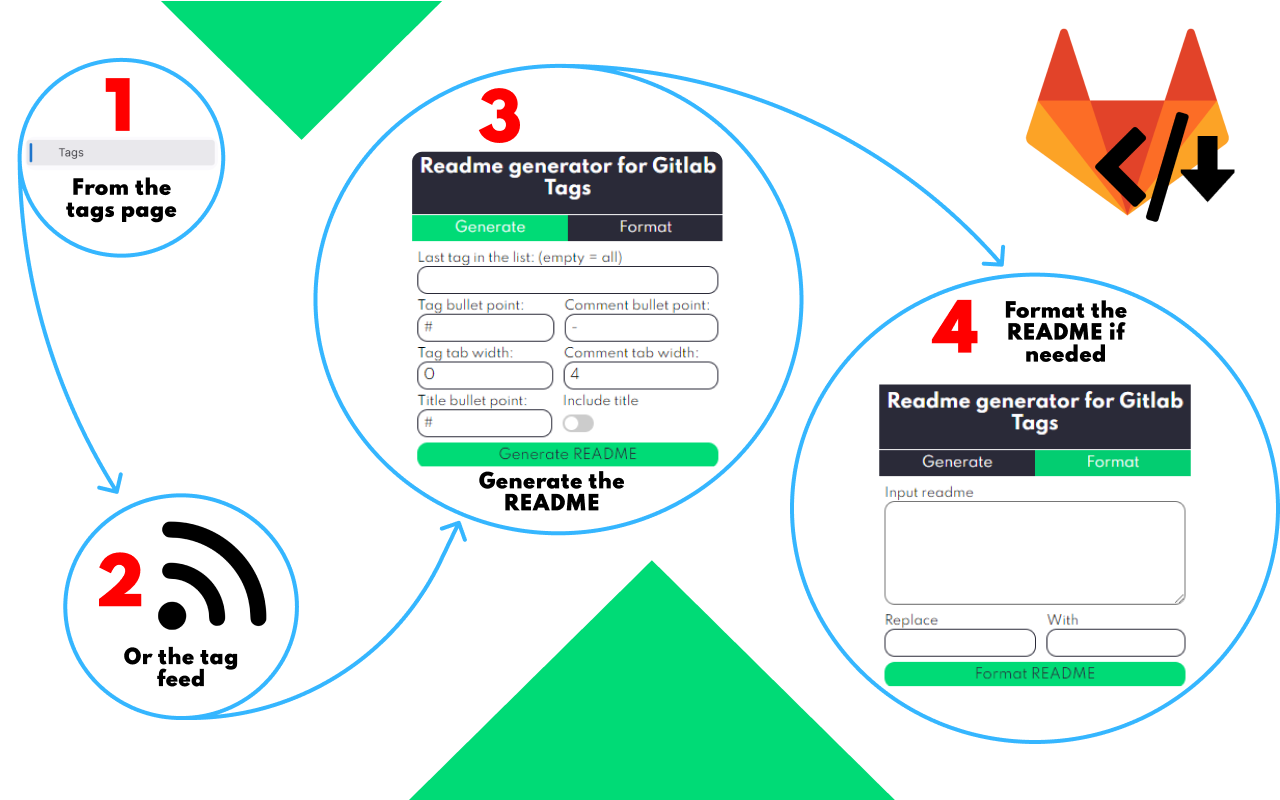 1
Tags
From the
tags page
2
Or the tag
feed
3
Readme generator for Gitlab
Tags
Generate
Format
Last tag in the list: (empty = all)
Tag bullet point:
Comment bullet point:
#
-
Tag tab width:
Comment tab width:
0
4
Title bullet point:
Include title
#
Generate README
Generate the
README
4
Format the
README if
needed
Readme generator for Gitlab
Tags
Generate
Format
Input readme
Replace
With
Format README